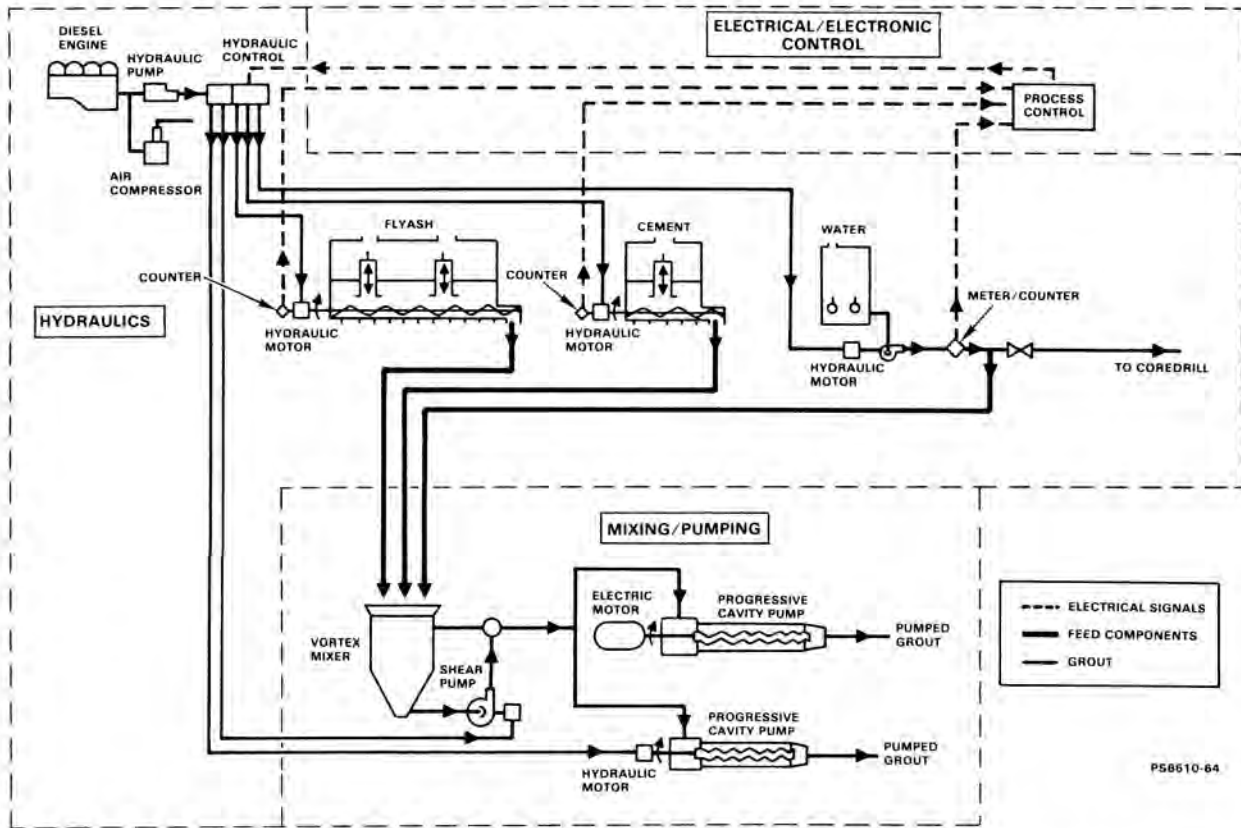 ELECTRICAL/ELECTRONIC
CONTROL
DIESEL
ENGINE
HYDRAULIC
PUMP
HYDRAULIC
CONTROL
PROCESS
CONTROL
AIR
COMPRESSOR
FLYASH
CEMENT
WATER
COUNTER
COUNTER
METER/COUNTER
HYDRAULICS
HYDRAULIC
MOTOR
HYDRAULIC
MOTOR
HYDRAULIC
MOTOR
TO COREDRILL
MIXING/PUMPING
ELECTRIC
MOTOR
PROGRESSIVE
CAVITY PUMP
PUMPED
GROUT
VORTEX
MIXER
SHEAR
PUMP
PROGRESSIVE
CAVITY PUMP
PUMPED
GROUT
HYDRAULIC
MOTOR
ELECTRICAL SIGNALS
FEED COMPONENTS
GROUT
PS8610-64